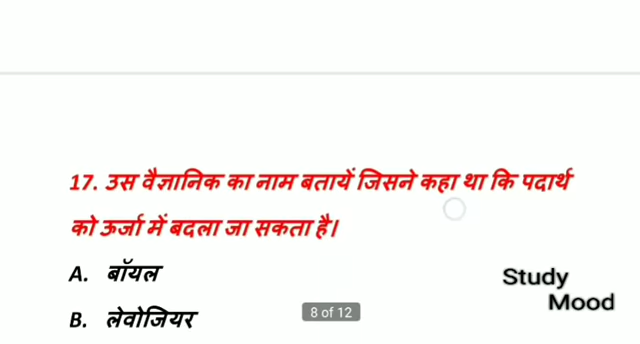 17. उस वैज्ञानिक का नाम बतायें जिसने कहा था कि पदार्थ
को ऊर्जा में बदला जा सकता है।
A. बॉयल
B. लेवोजियर
Study
Mood
8 of 12